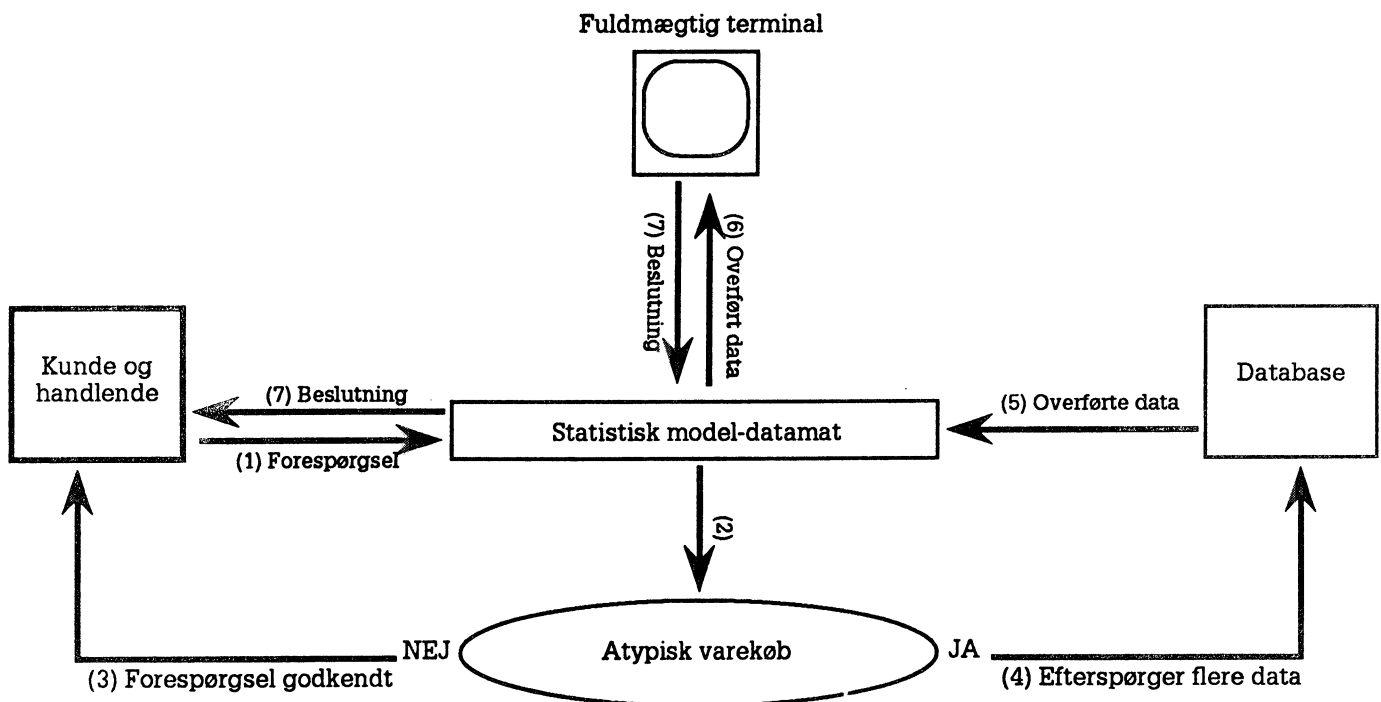 Fuldmægtig terminal
(7) Beslutning
(6) Overført data
Kunde og
handlende
(7) Beslutning
(1) Forespørgsel
Statistisk model-datamat
(5) Overførte data
Database
(2)
NEJ
Atypisk varekøb
JA
(3) Forespørgsel godkendt
(4) Efterspørger flere data